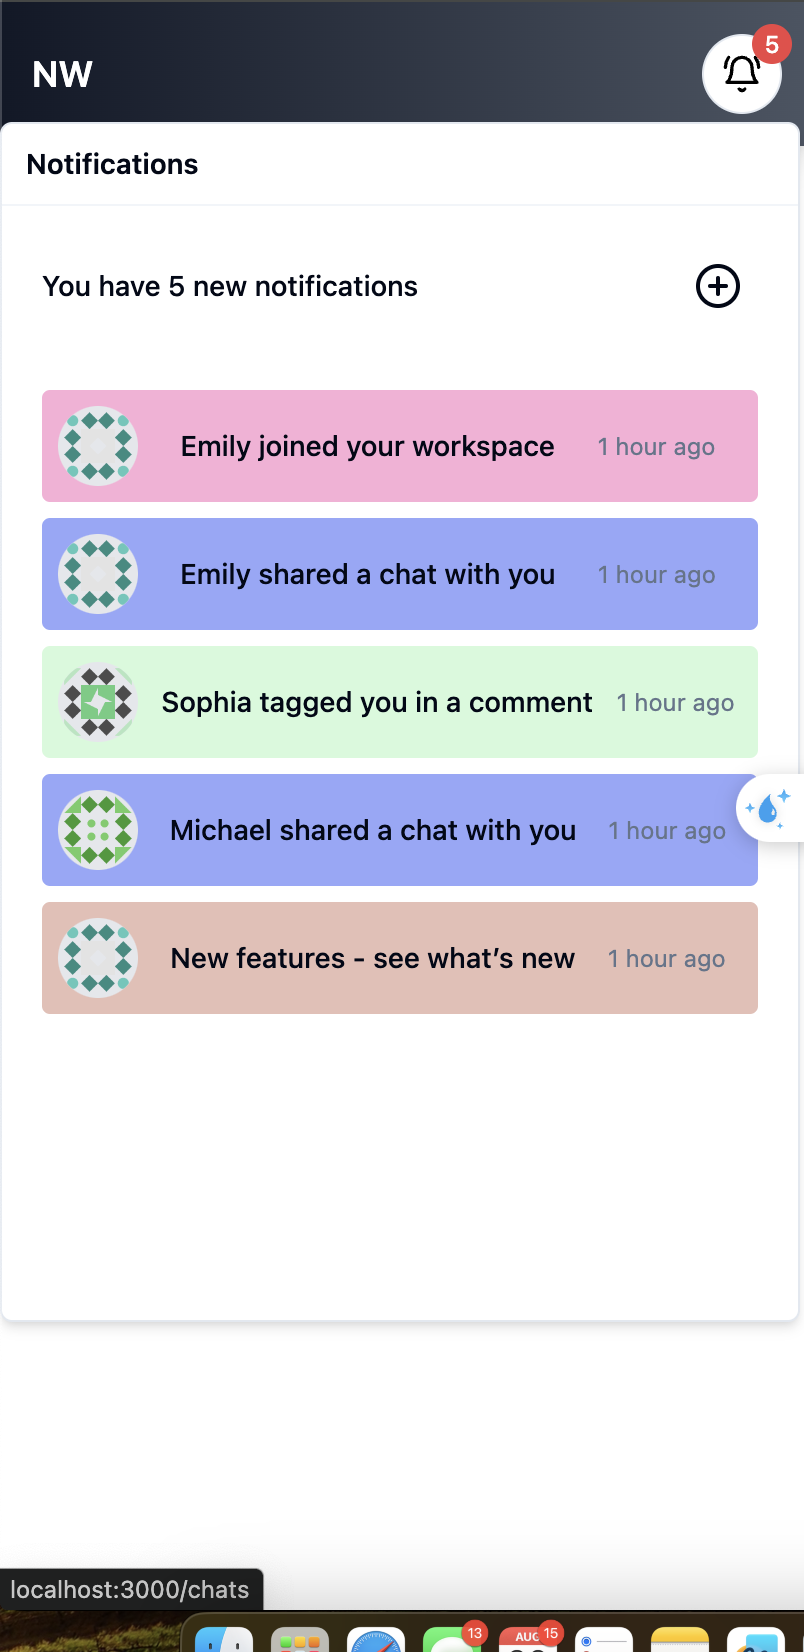 NW
5
Notifications
You have 5 new notifications
Emily joined your workspace 1 hour ago
Emily shared a chat with you 1 hour ago
Sophia tagged you in a comment 1 hour ago
Michael shared a chat with you 1 hour ago
New features - see what’s new 1 hour ago
localhost:3000/chats
13
AUG 15